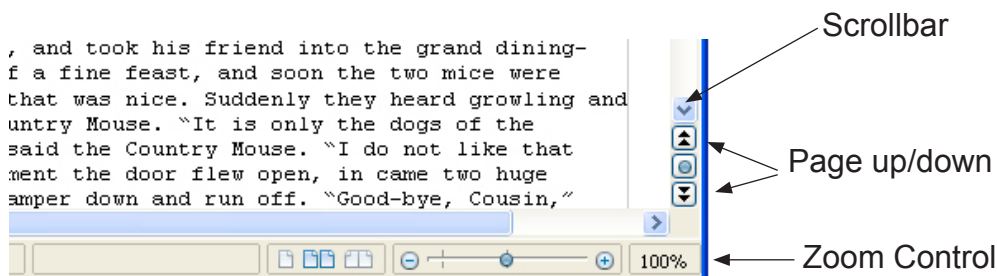 Scrollbar
, and took his friend into the grand dining-
f a fine feast, and soon the two mice were
that was nice. Suddenly they heard growling and
untry Mouse. “It is only the dogs of the
said the Country Mouse. “I do not like that
ment the door flew open, in came two huge
amper down and run off. “Good-bye, Cousin,”
Page up/down
100%
Zoom Control